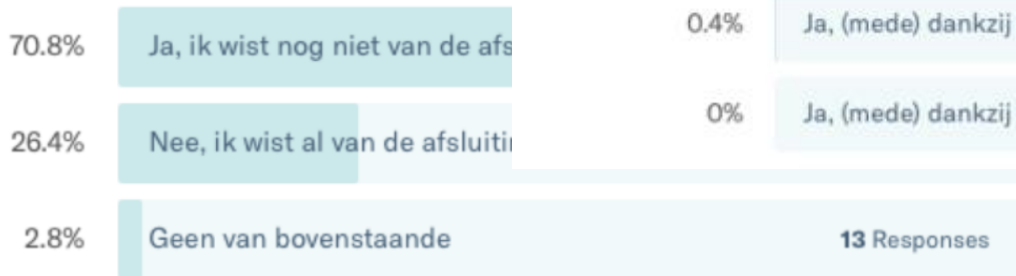 70.8% Ja, ik wist nog niet van de afs
0.4% Ja, (mede) dankzij
0% Ja, (mede) dankzij
26.4% Nee, ik wist al van de afsluitin
2.8% Geen van bovenstaande 13 Responses